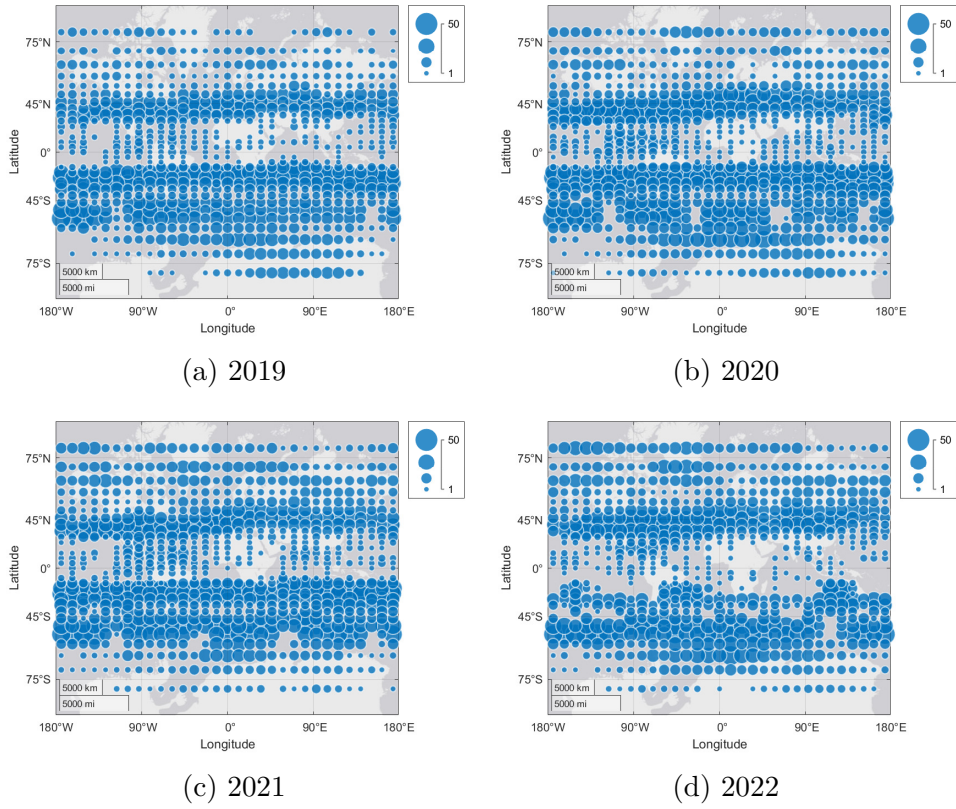 75°N
45°N
0°
45°S
75°S
Latitude
5000 km
5000 mi
180°W
90°W
0°
90°E
180°E
Longitude
50
1
(a) 2019
75°N
45°N
0°
45°S
75°S
Latitude
5000 km
5000 mi
180°W
90°W
0°
90°E
180°E
Longitude
50
1
(b) 2020
75°N
45°N
0°
45°S
75°S
Latitude
5000 km
5000 mi
180°W
90°W
0°
90°E
180°E
Longitude
50
1
(c) 2021
75°N
45°N
0°
45°S
75°S
Latitude
5000 km
5000 mi
180°W
90°W
0°
90°E
180°E
Longitude
50
1
(d) 2022